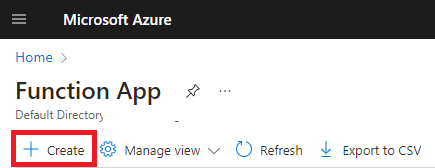 Microsoft Azure
Home
Function App
Default Directory
Create Manage view Refresh Export to CSV